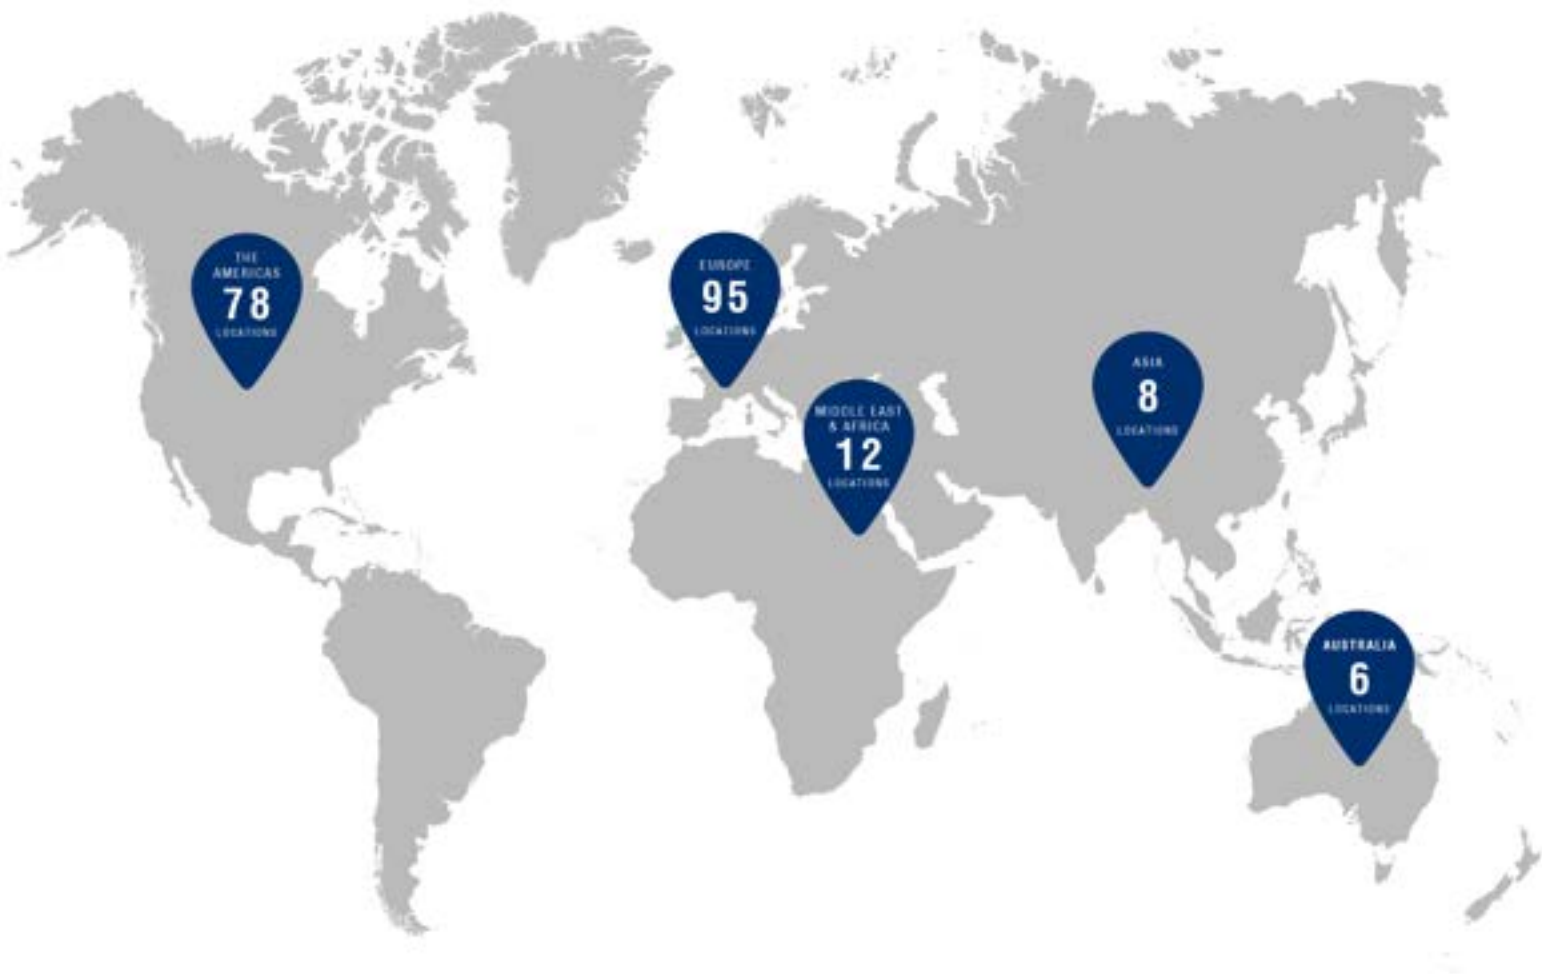 THE
AMERICAS
78
LOCATIONS
EUROPE
95
LOCATIONS
MIDDLE EAST
& AFRICA
12
LOCATIONS
ASIA
8
LOCATIONS
AUSTRALIA
6
LOCATIONS